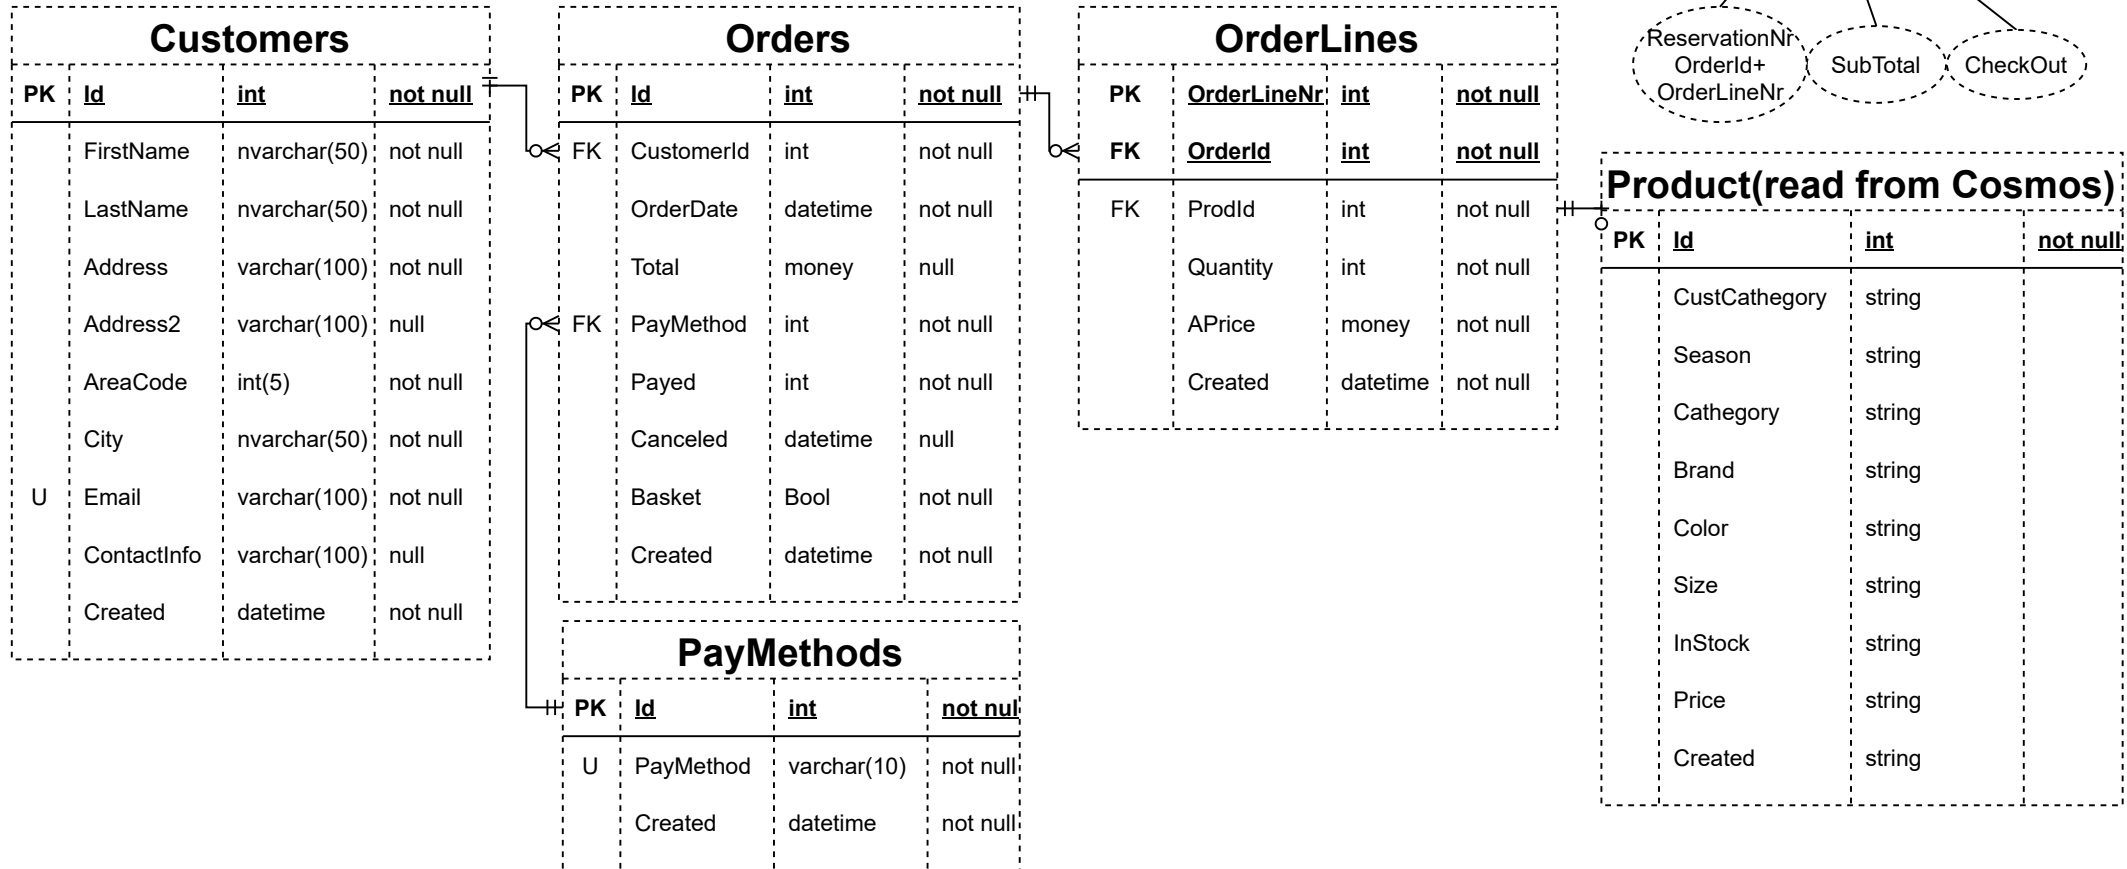 Customers
PK Id int not null
FirstName nvarchar(50) not null
LastName nvarchar(50) not null
Address varchar(100) not null
Address2 varchar(100) null
AreaCode int(5) not null
City nvarchar(50) not null
U Email varchar(100) not null
ContactInfo varchar(100) null
Created datetime not null
Orders
PK Id int not null
FK CustomerId int not null
OrderDate datetime not null
Total money null
FK PayMethod int not null
Payed int not null
Canceled datetime null
Basket Bool not null
Created datetime not null
PayMethods
PK Id int not nul
U PayMethod varchar(10) not null
Created datetime not null
OrderLines
PK OrderLineNr int not null
FK OrderId int not null
FK ProdId int not null
Quantity int not null
APrice money not null
Created datetime not null
ReservationNr
OrderId+
OrderLineNr
SubTotal
CheckOut
Product(read from Cosmos)
PK Id int not null
CustCathegory string
Season string
Cathegory string
Brand string
Color string
Size string
InStock string
Price string
Created string